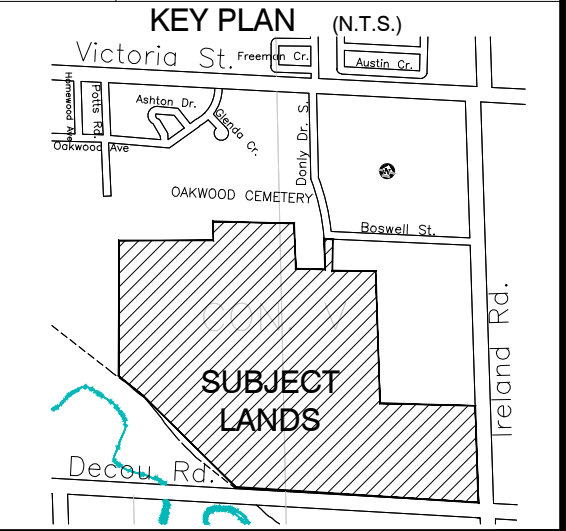 KEY PLAN (N.T.S.)
Victoria St.
Freeman Cr.
Austin Cr.
Homewood Ave
Potts Rd.
Ashton Dr.
Glenda Cr.
Donly Dr. S.
Oakwood Ave
OAKWOOD CEMETERY
Boswell St.
CON V
Ireland Rd.
SUBJECT
LANDS
Decou Rd.